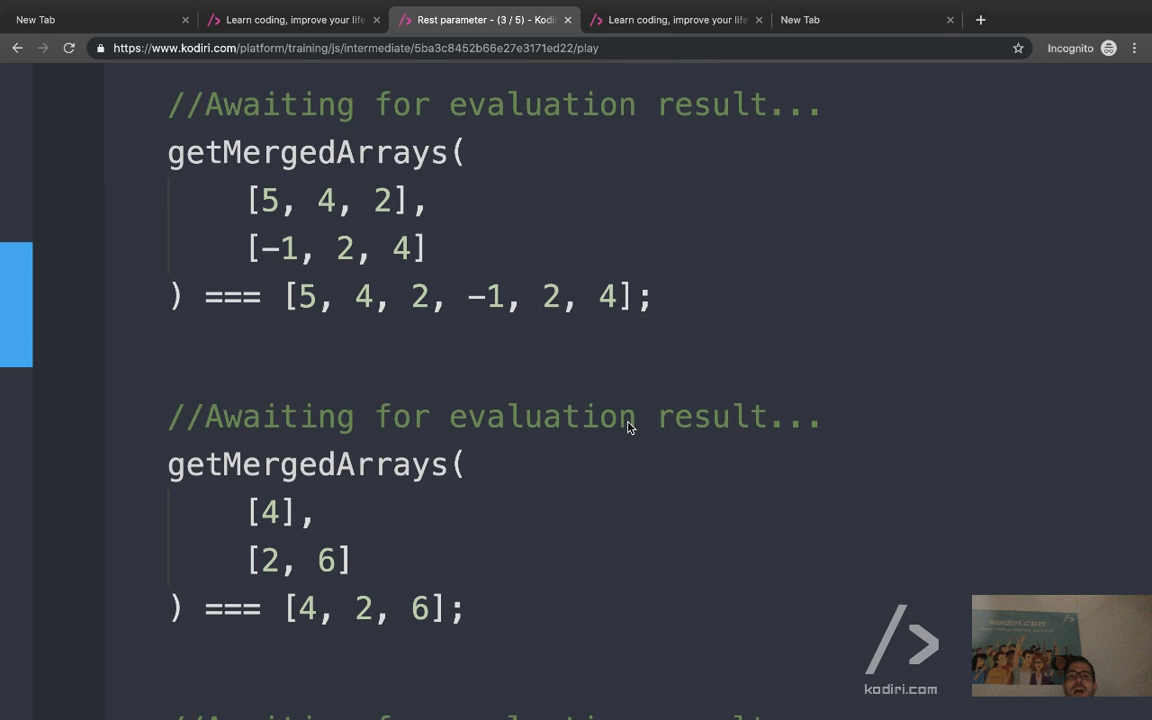 New Tab
Learn coding, improve your life
Rest parameter - (3 / 5) - Kodi
Learn coding, improve your life
New Tab
https://www.kodiri.com/platform/training/js/intermediate/5ba3c8452b66e27e3171ed22/play
Incognito
//Awaiting for evaluation result...
getMergedArrays(
[5, 4, 2],
[-1, 2, 4]
) === [5, 4, 2, -1, 2, 4];
//Awaiting for evaluation result...
getMergedArrays(
[4],
[2, 6]
) === [4, 2, 6];
kodiri.com
kodiri.com